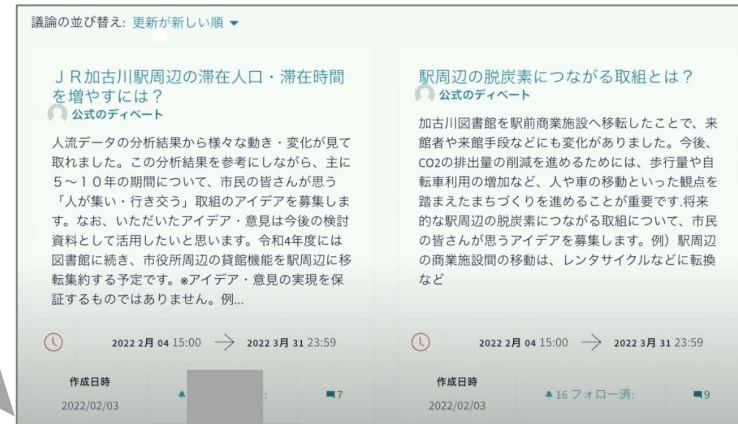 議論の並び替え: 更新が新しい順
ＪＲ加古川駅周辺の滞在人口・滞在時間
を増やすには？
公式のディベート
人流データの分析結果から様々な動き・変化が見て
取れました。この分析結果を参考にしながら、主に
５〜１０年の期間について、市民の皆さんが思う
「人が集い・行き交う」取組のアイデアを募集しま
す。なお、いただいたアイデア・意見は今後の検討
資料として活用したいと思います。令和4年度には
図書館に続き、市役所周辺の貸館機能を駅周辺に移
転集約する予定です。※アイデア・意見の実現を保
証するものではありません。例...
2022 2月 04 15:00 → 2022 3月 31 23:59
作成日時
2022/02/03
7
駅周辺の脱炭素につながる取組とは？
公式のディベート
加古川図書館を駅前商業施設へ移転したことで、来
館者や来館手段などにも変化がありました。今後、
CO2の排出量の削減を進めるためには、歩行量や自
転車利用の増加など、人や車の移動といった観点を
踏まえたまちづくりを進めることが重要です.将来
的な駅周辺の脱炭素につながる取組について、市民
の皆さんが思うアイデアを募集します。例）駅周辺
の商業施設間の移動は、レンタサイクルなどに転換
など
2022 2月 04 15:00 → 2022 3月 31 23:59
作成日時
2022/02/03
16 フォロー済:
9